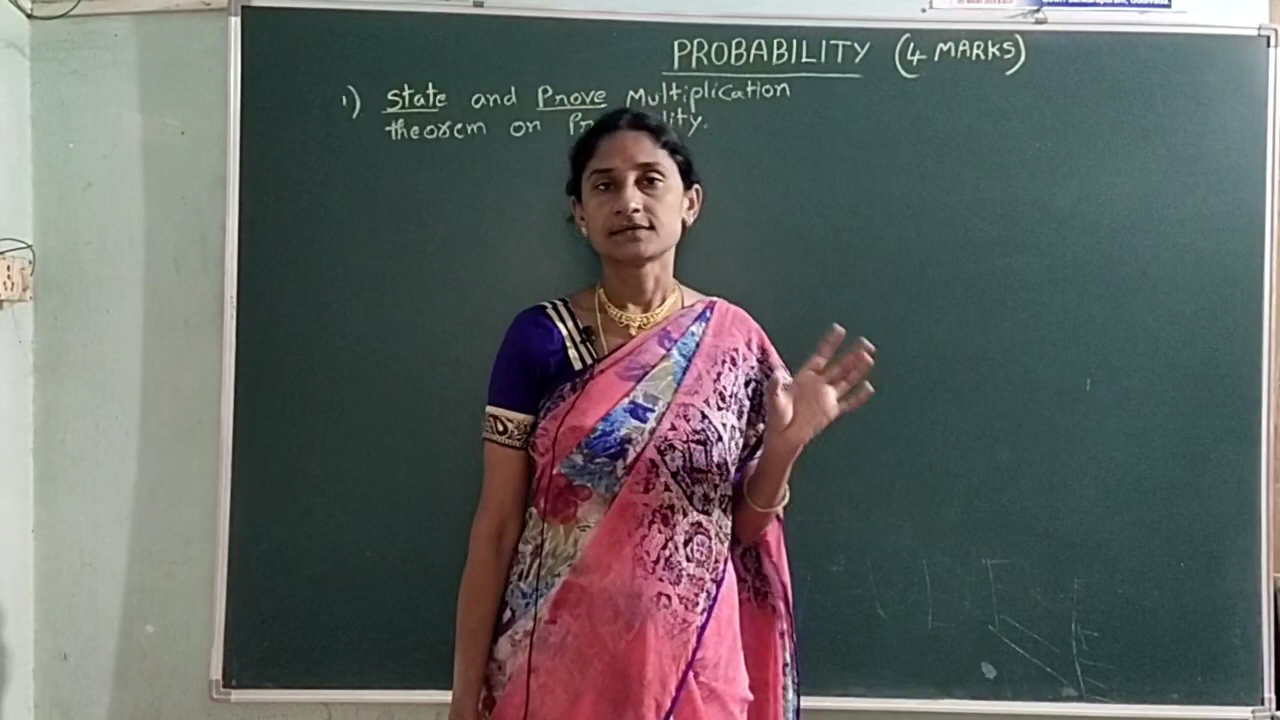 PROBABILITY (4 MARKS)
1) State and Prove Multiplication
theorem on